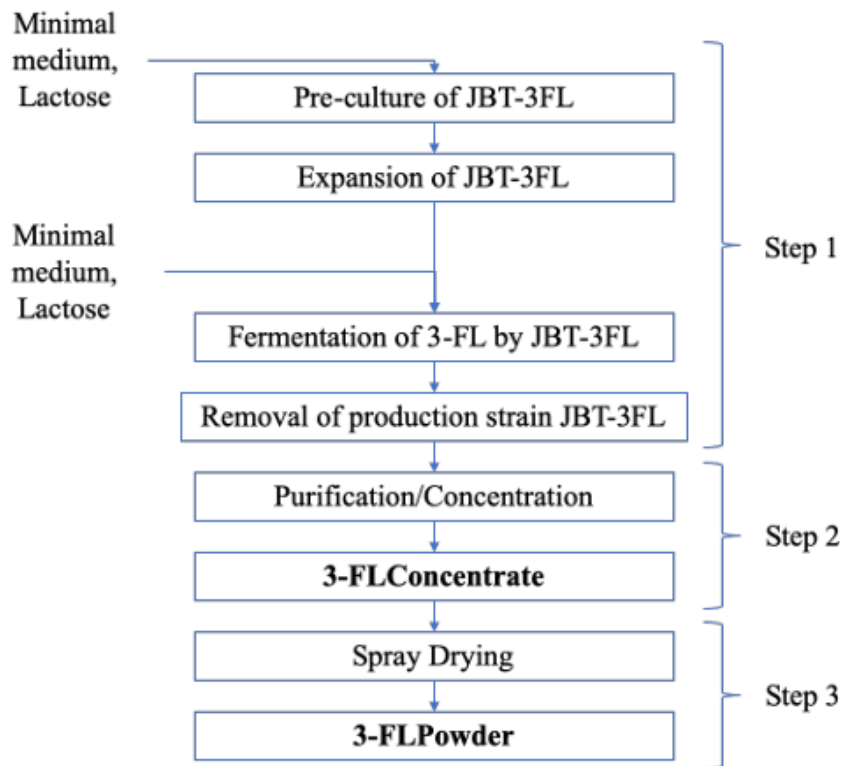 Minimal
medium,
Lactose
Pre-culture of JBT-3FL
Expansion of JBT-3FL
Minimal
medium,
Lactose
Step 1
Fermentation of 3-FL by JBT-3FL
Removal of production strain JBT-3FL
Purification/Concentration
Step 2
3-FLConcentrate
Spray Drying
Step 3
3-FLPowder